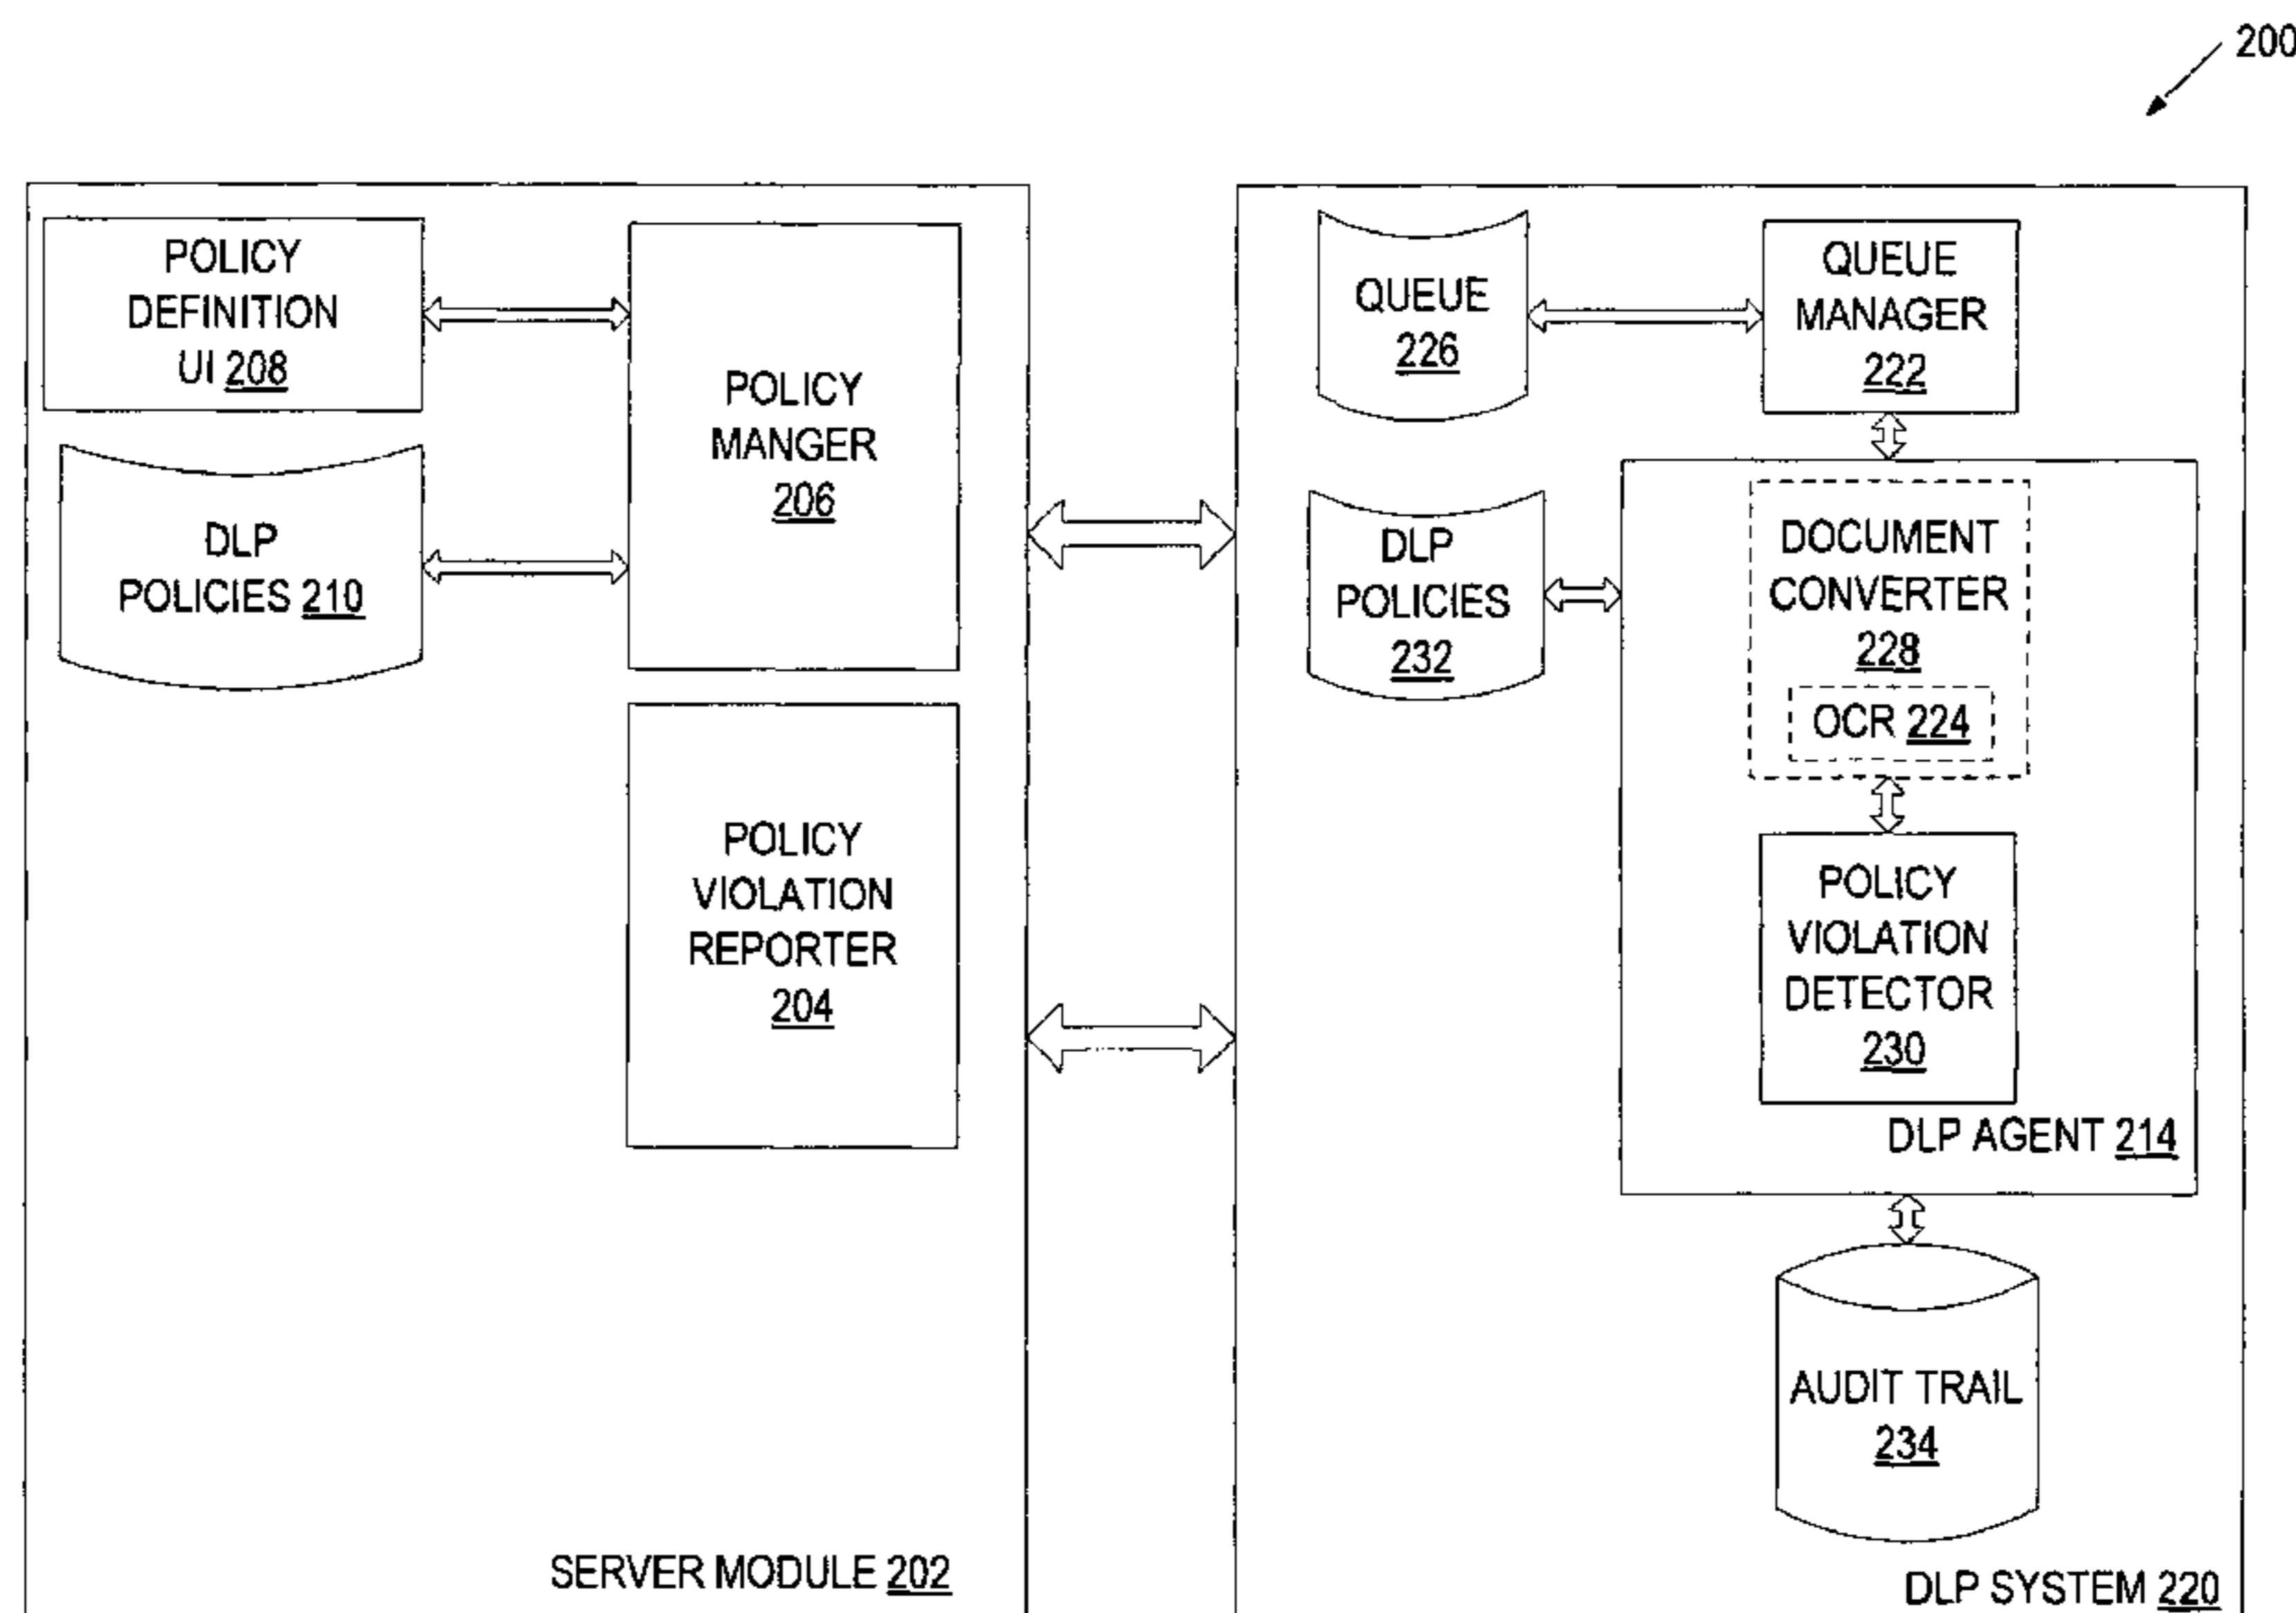 200
POLICY
DEFINITION
UI 208
DLP
POLICIES 210
POLICY
MANGER
206
POLICY
VIOLATION
REPORTER
204
SERVER MODULE 202
QUEUE
226
QUEUE
MANAGER
222
DLP
POLICIES
232
DOCUMENT
CONVERTER
228
OCR 224
POLICY
VIOLATION
DETECTOR
230
DLP AGENT 214
AUDIT TRAIL
234
DLP SYSTEM 220